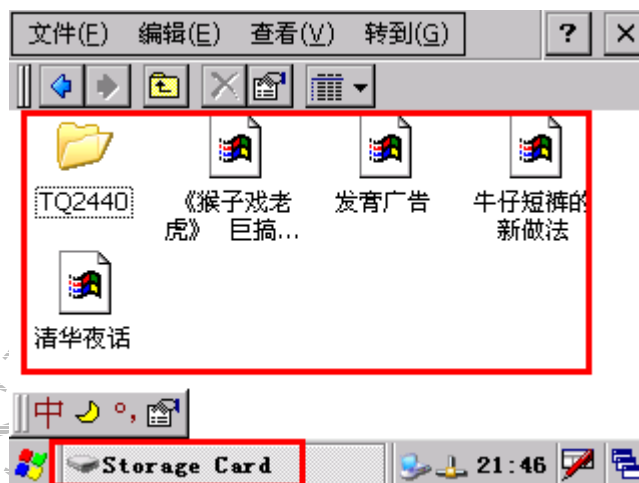 文件(F) 编辑(E) 查看(V) 转到(G) ? ×
TQ2440
《猴子戏老
虎》 巨搞...
发膏广告
牛仔短裤的
新做法
清华夜话
中 °,
Storage Card 21:46